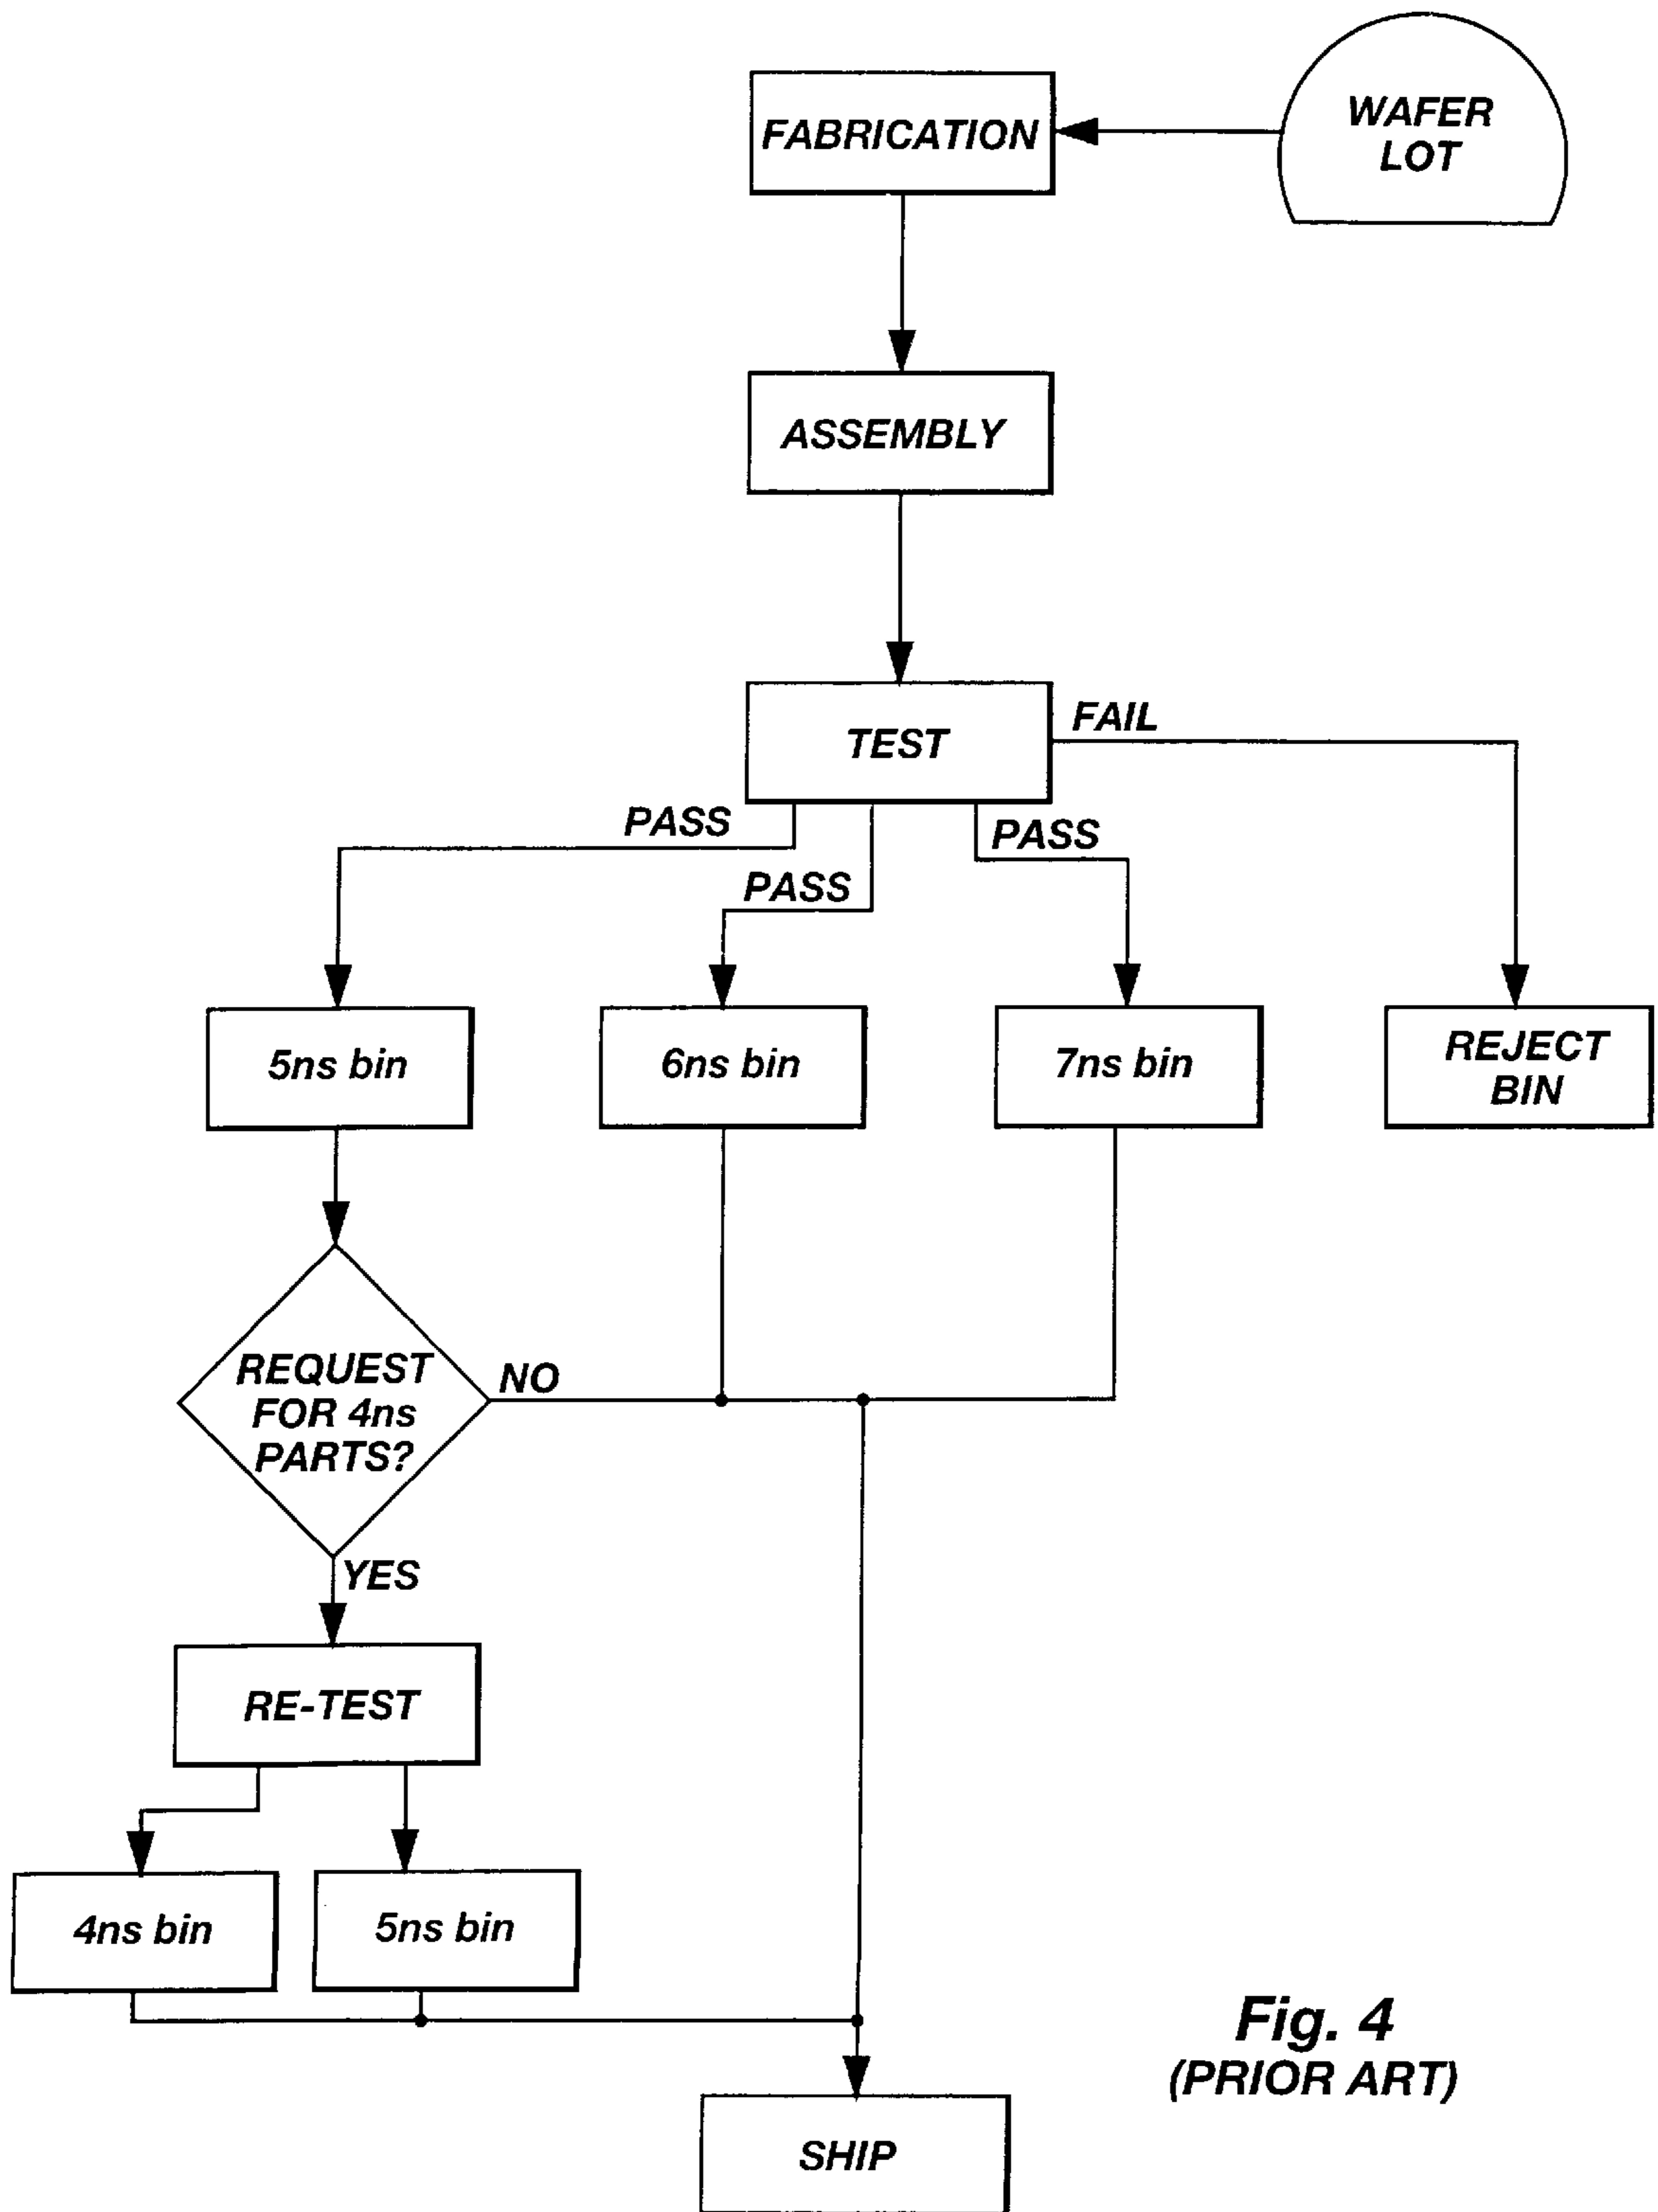 WAFER
LOT
FABRICATION
ASSEMBLY
TEST
FAIL
PASS
PASS
PASS
5ns bin
6ns bin
7ns bin
REJECT
BIN
REQUEST
FOR 4ns
PARTS?
NO
YES
RE-TEST
4ns bin
5ns bin
SHIP
Fig. 4
(PRIOR ART)